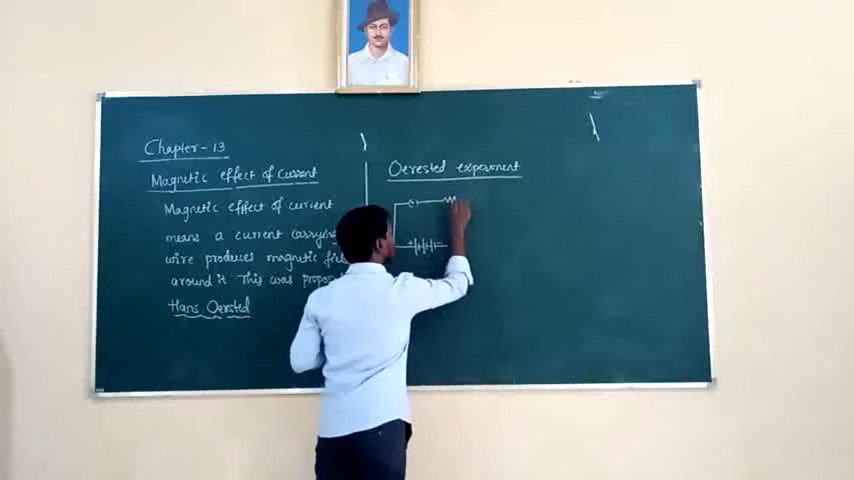 Chapter-13
Magnetic effect of Current
Magnetic effect of current
means a current carrying
wire produces magnetic
around it This was
Hans Oersted
Oersted experiment